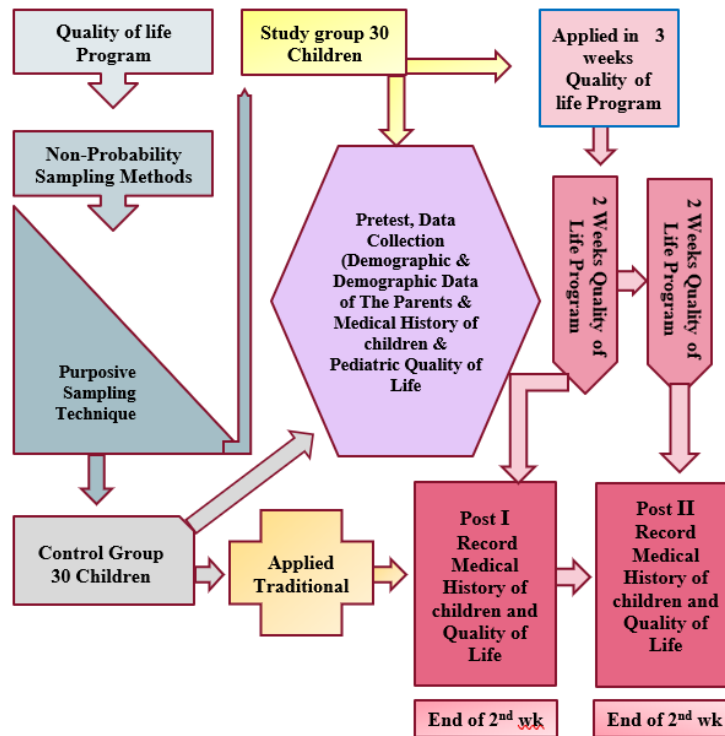 Quality of life
Program
Study group 30
Children
Applied in 3
weeks
Quality of
life Program
Non-Probability
Sampling Methods
Pretest, Data
Collection
(Demographic &
Demographic Data
of The Parents &
Medical History of
children &
Pediatric Quality of
Life
2 Weeks Quality of
Life Program
2 Weeks Quality of
Life Program
Purposive
Sampling
Technique
Control Group
30 Children
Applied
Traditional
Post I
Record
Medical
History of
children and
Quality of
Life
Post II
Record
Medical
History of
children and
Quality of
Life
End of 2nd wk
End of 2nd wk